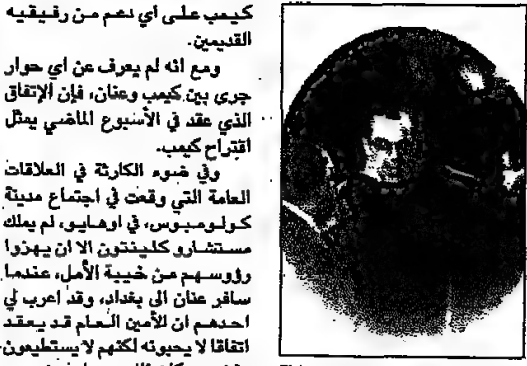 كيمب على اي دعم من رفيقيه
القديمين.
ومع انه لم يعرف عن اي حوار
جرى بين كيمب وعنان، فإن الإتفاق
الذي عقد في الأسبوع الماضي يمثل
اقتراح كيمب.
وفي ضوء الكارثة في العلاقات
العامة التي وقعت في اجتماع مدينة
كولومبوس، في اوهايو، لم يملك
مستشارو كلينتون الا ان يهزوا
رؤوسهم من خيبة الأمل، عندما
سافر عنان الى بغداد، وقد اعرب لي
احدهم ان للأمين العام قد يعقد
اتفاقا لا يحبونه لكنهم لا يستطيعون